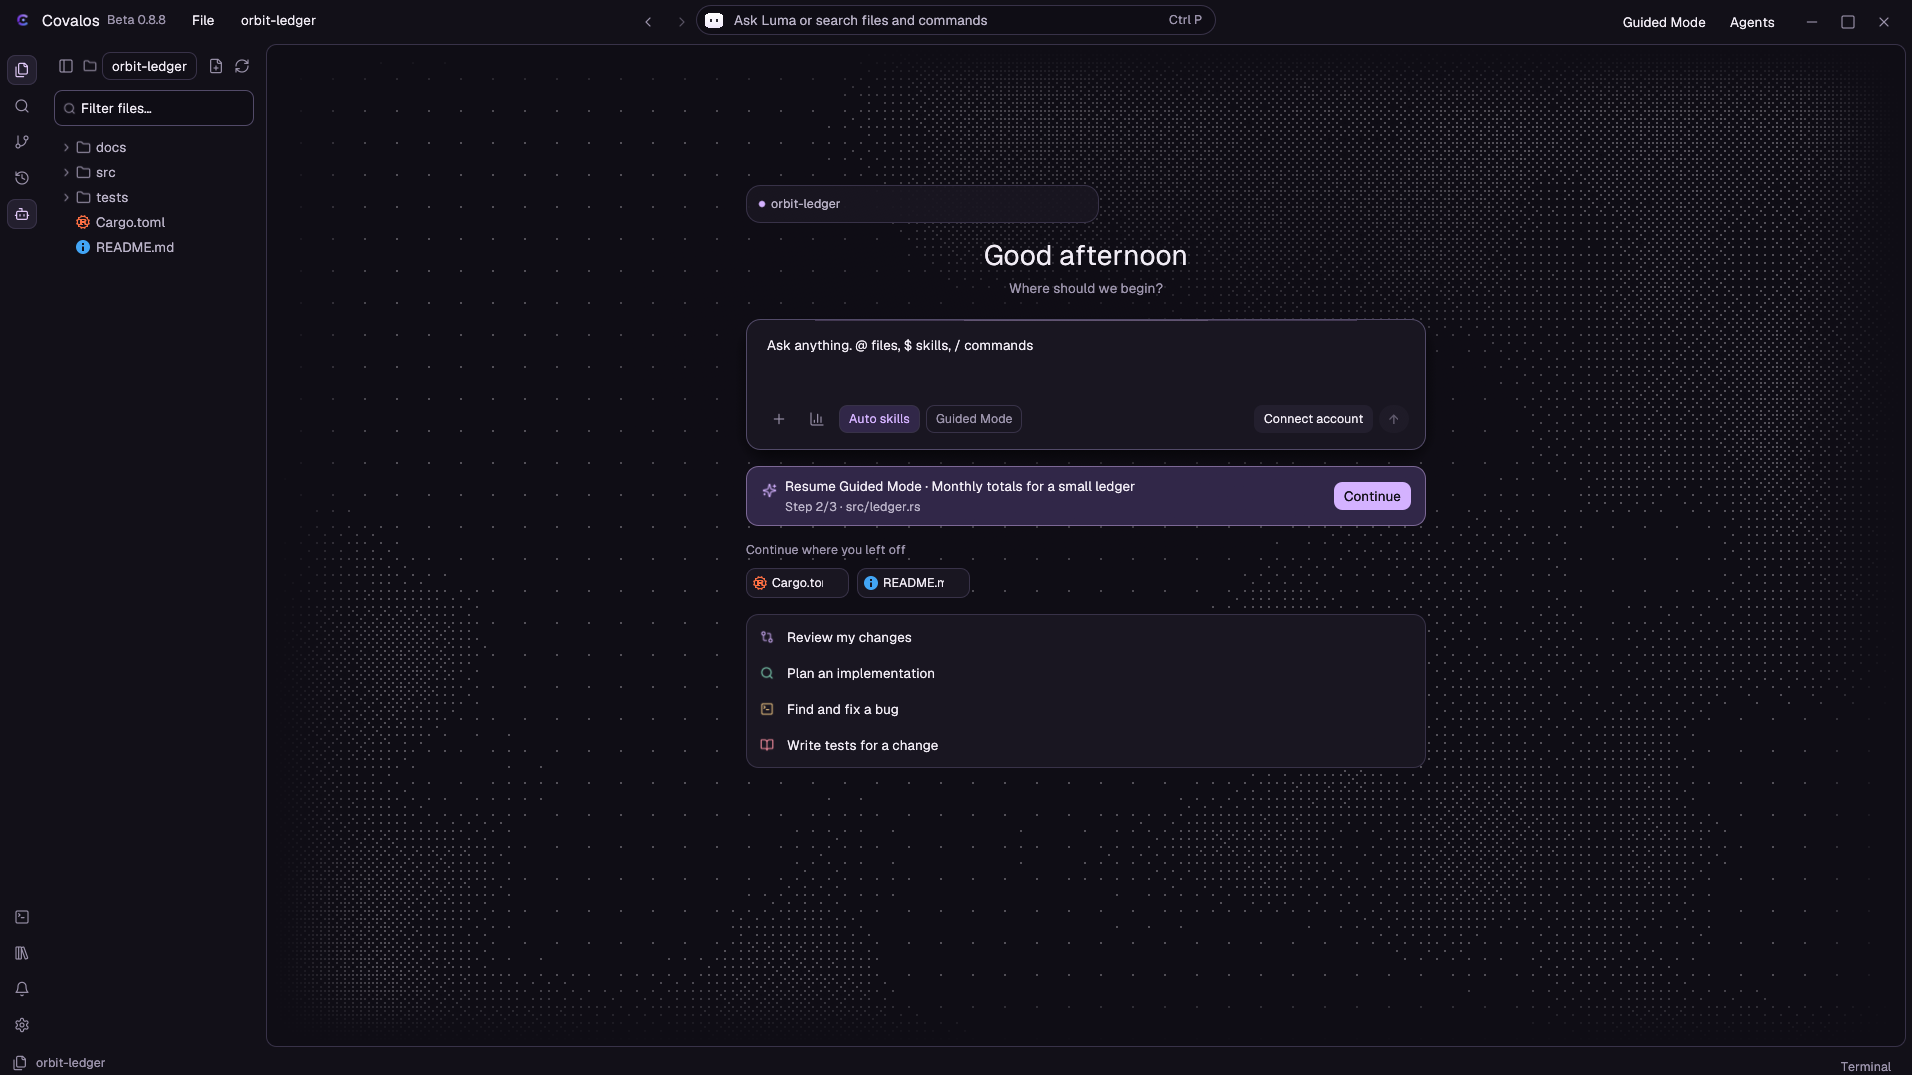 Covalos Beta 0.8.8 File orbit-ledger
Ask Luma or search files and commands Ctrl P
Guided Mode Agents
orbit-ledger
Filter files...
docs
src
tests
Cargo.toml
README.md
orbit-ledger
Good afternoon
Where should we begin?
Ask anything. @ files, $ skills, / commands
Auto skills Guided Mode Connect account
Resume Guided Mode · Monthly totals for a small ledger
Step 2/3 · src/ledger.rs
Continue
Continue where you left off
Cargo.to README.m
Review my changes
Plan an implementation
Find and fix a bug
Write tests for a change
orbit-ledger
Terminal